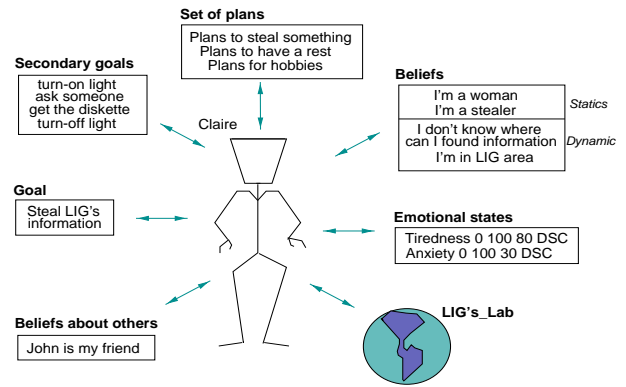 Set of plans
Plans to steal something
Plans to have a rest
Plans for hobbies
Secondary goals
turn-on light
ask someone
get the diskette
turn-off light
Claire
Beliefs
I'm a woman
I'm a stealer
Statics
I don't know where
can I found information
I'm in LIG area
Dynamic
Goal
Steal LIG's
information
Emotional states
Tiredness 0 100 80 DSC
Anxiety 0 100 30 DSC
Beliefs about others
John is my friend
LIG's_Lab